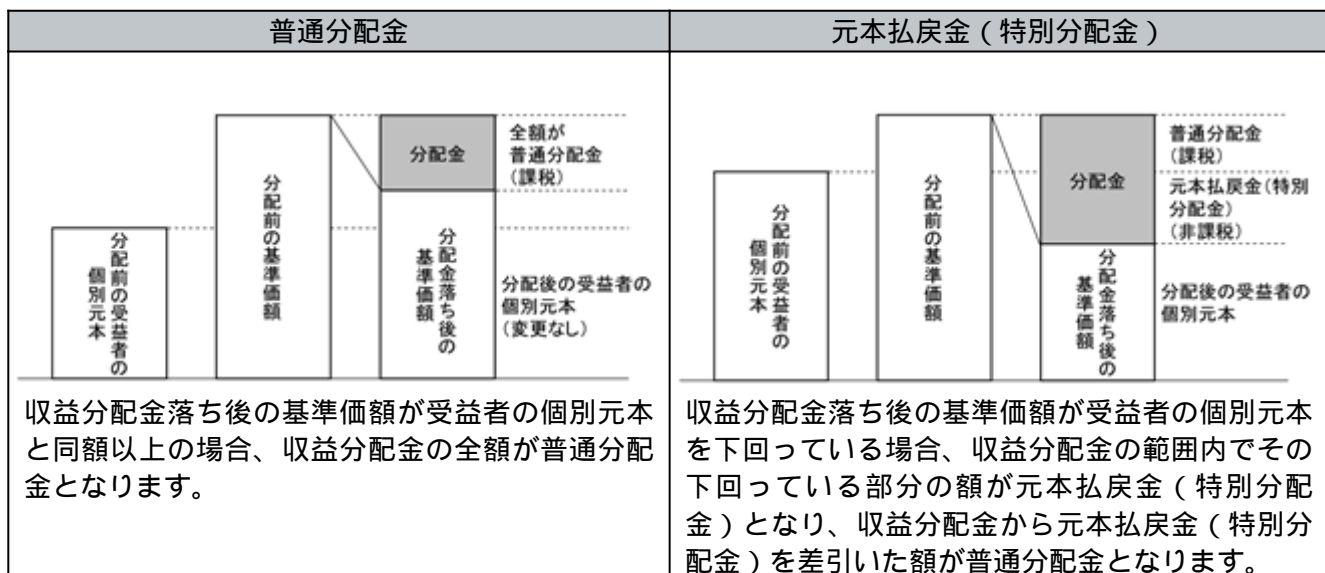 普通分配金
分配前の受益者の
個別元本
分配前の基準価額
分配金
分配金落ち後の
基準価額
全額が
普通分配金
(課税)
分配後の受益者の
個別元本
(変更なし)
収益分配金落ち後の基準価額が受益者の個別元本
と同額以上の場合、収益分配金の全額が普通分配
金となります。
元本払戻金(特別分配金)
分配前の受益者の
個別元本
分配前の基準価額
分配金
分配金落ち後の
基準価額
普通分配金
(課税)
元本払戻金(特別
分配金)
(非課税)
分配後の受益者の
個別元本
収益分配金落ち後の基準価額が受益者の個別元本
を下回っている場合、収益分配金の範囲内でその
下回っている部分の額が元本払戻金(特別分配
金)となり、収益分配金から元本払戻金(特別分
配金)を差引いた額が普通分配金となります。